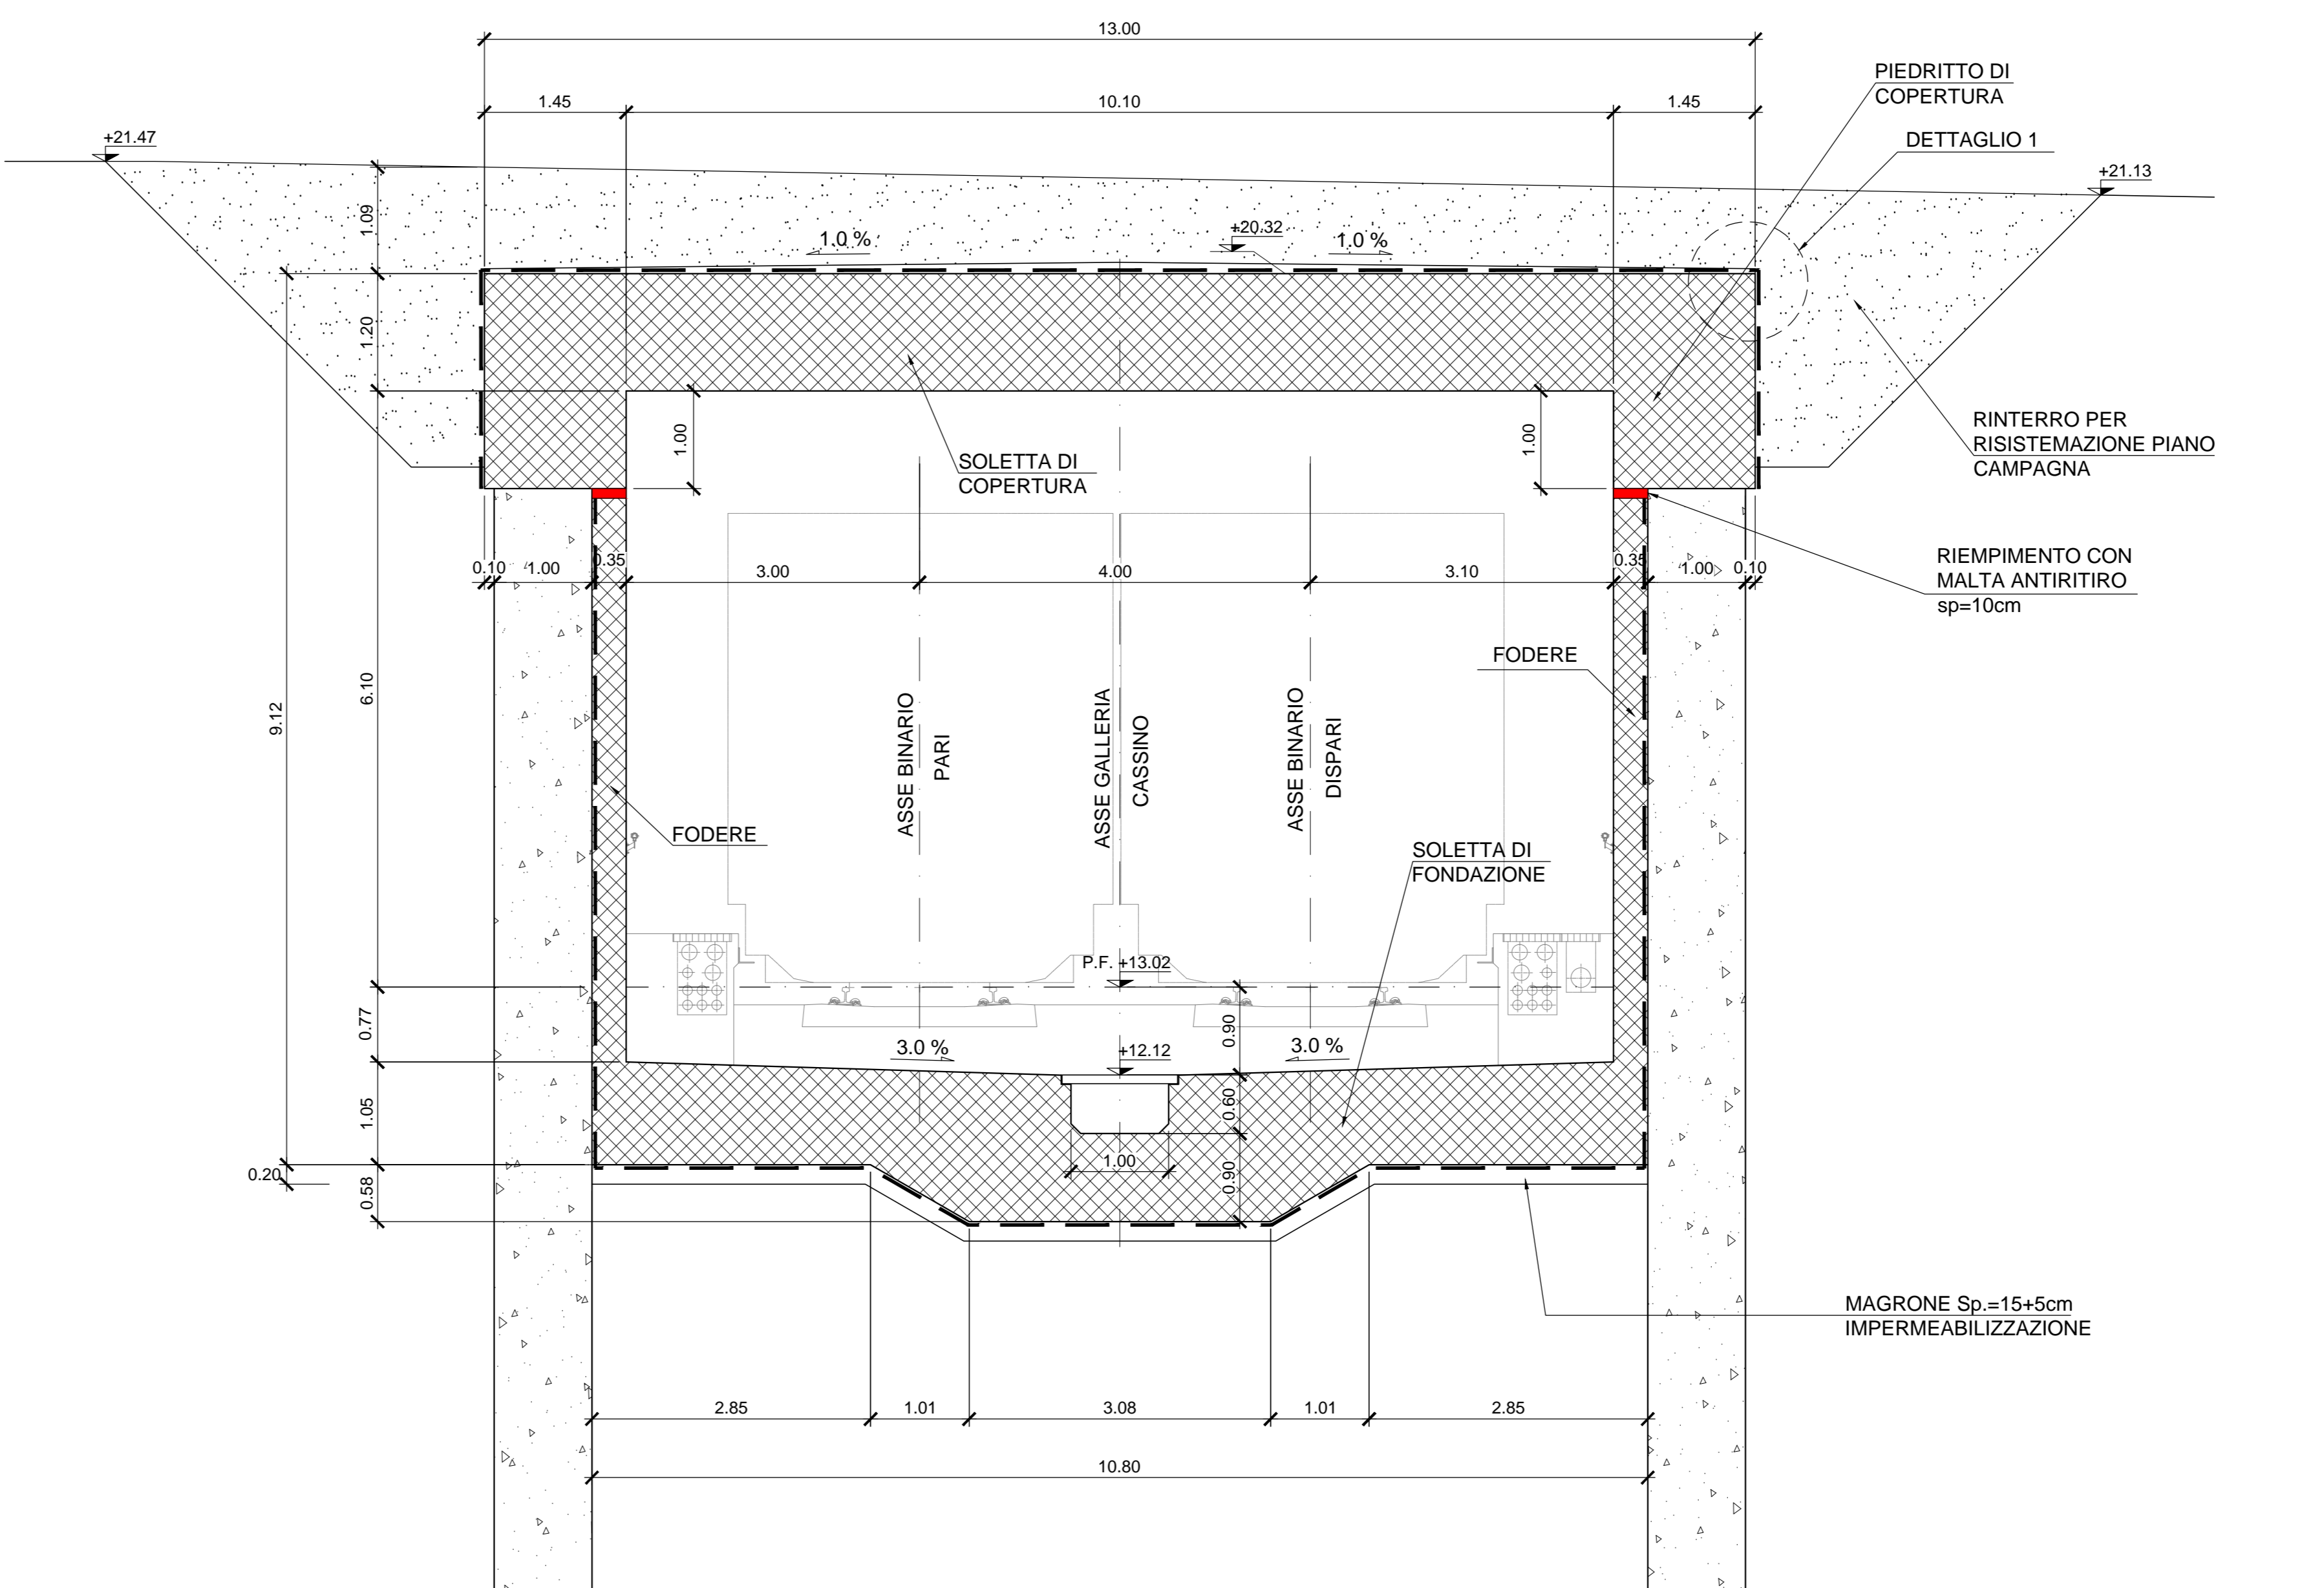 13.00
1.45
10.10
1.45
PIEDRITTO DI
COPERTURA
DETTAGLIO 1
+21.47
+21.13
1.09
1.0 %
+20.32
1.0 %
1.20
1.00
1.00
SOLETTA DI
COPERTURA
RINTERRO PER
RISISTEMAZIONE PIANO
CAMPAGNA
0.10
1.00
0.35
3.00
4.00
3.10
0.35
1.00
0.10
RIEMPIMENTO CON
MALTA ANTIRITIRO
sp=10cm
FODERE
9.12
6.10
ASSE BINARIO
PARI
ASSE GALLERIA
CASSINO
ASSE BINARIO
DISPARI
FODERE
SOLETTA DI
FONDAZIONE
P.F. +13.02
0.77
0.90
3.0 %
+12.12
3.0 %
1.05
0.60
1.00
0.90
0.20
0.58
MAGRONE Sp.=15+5cm
IMPERMEABILIZZAZIONE
2.85
1.01
3.08
1.01
2.85
10.80